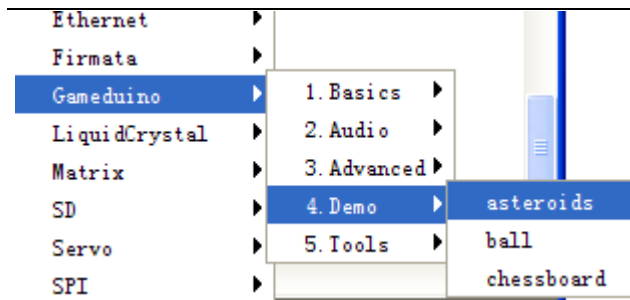 Ethernet
Firmata
Gameduino
LiquidCrystal
Matrix
SD
Servo
SPI
1.Basics
2.Audio
3.Advanced
4.Demo
5.Tools
asteroids
ball
chessboard